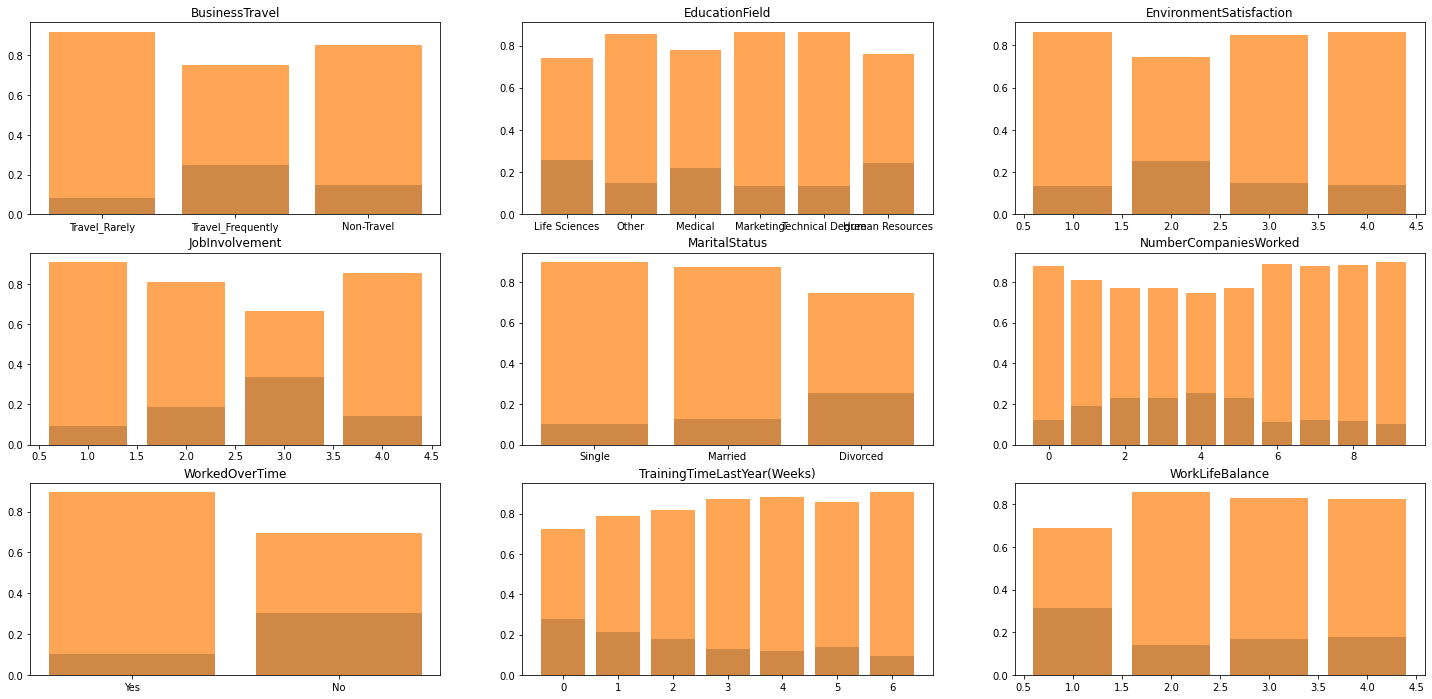 BusinessTravel
0.8
0.6
0.4
0.2
0.0
Travel_Rarely Travel_Frequently Non-Travel
EducationField
0.8
0.6
0.4
0.2
0.0
Life Sciences Other Medical Marketing Technical Degree Human Resources
EnvironmentSatisfaction
0.8
0.6
0.4
0.2
0.0
0.5 1.0 1.5 2.0 2.5 3.0 3.5 4.0 4.5
JobInvolvement
0.8
0.6
0.4
0.2
0.0
0.5 1.0 1.5 2.0 2.5 3.0 3.5 4.0 4.5
MaritalStatus
0.8
0.6
0.4
0.2
0.0
Single Married Divorced
NumberCompaniesWorked
0.8
0.6
0.4
0.2
0.0
0 2 4 6 8
WorkedOverTime
0.8
0.6
0.4
0.2
0.0
Yes No
TrainingTimeLastYear(Weeks)
0.8
0.6
0.4
0.2
0.0
0 1 2 3 4 5 6
WorkLifeBalance
0.8
0.6
0.4
0.2
0.0
0.5 1.0 1.5 2.0 2.5 3.0 3.5 4.0 4.5